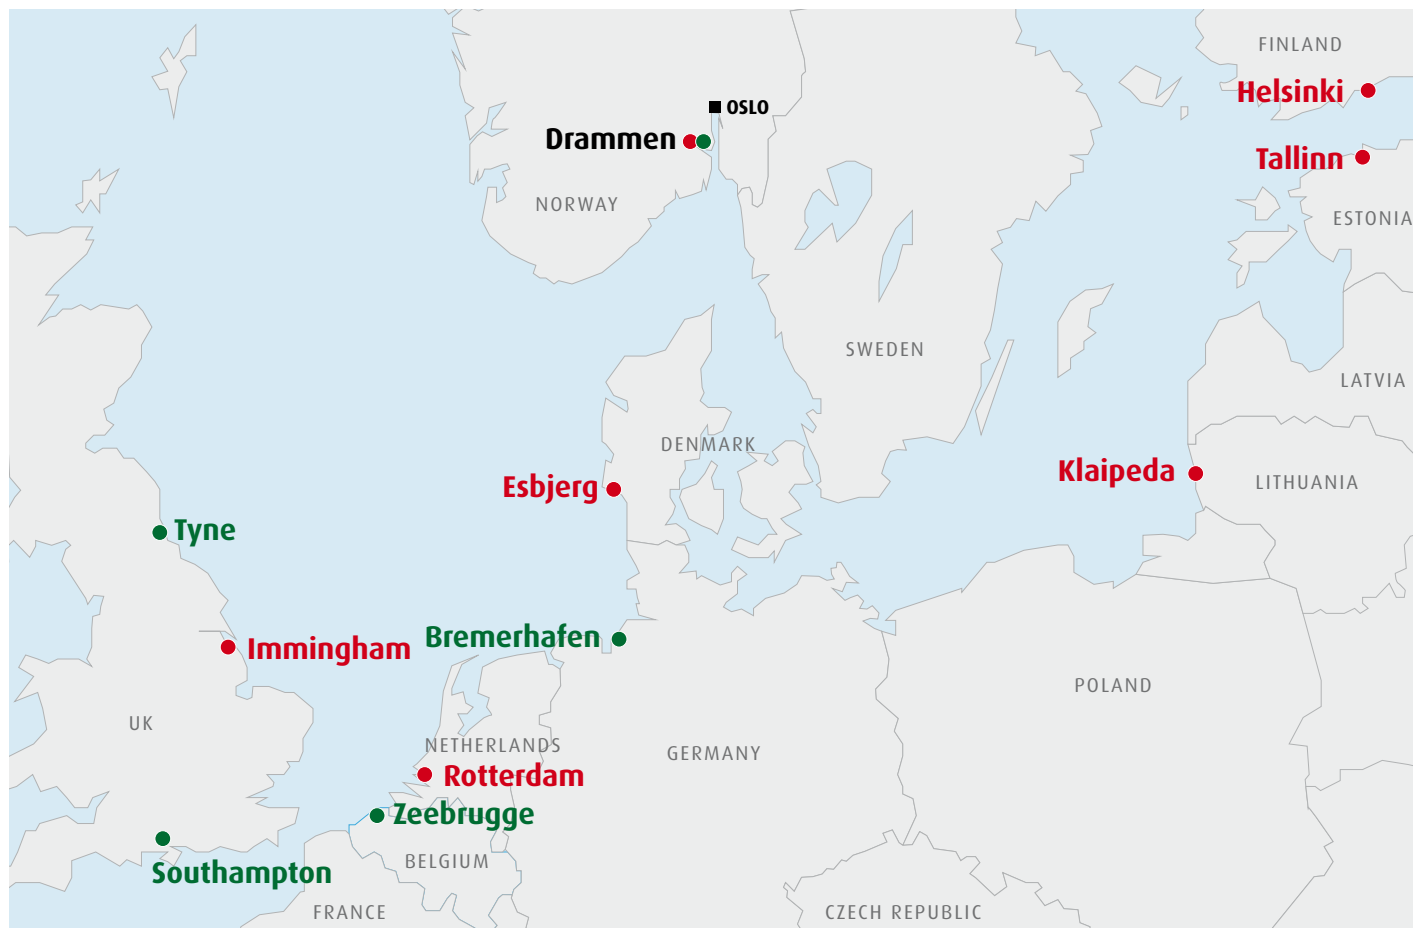 FINLAND
Helsinki
OSLO
Drammen
Tallinn
NORWAY
ESTONIA
SWEDEN
LATVIA
DENMARK
Klaipeda
LITHUANIA
Esbjerg
Tyne
Bremerhafen
Immingham
POLAND
UK
NETHERLANDS
GERMANY
Rotterdam
Zeebrugge
BELGIUM
Southampton
FRANCE
CZECH REPUBLIC